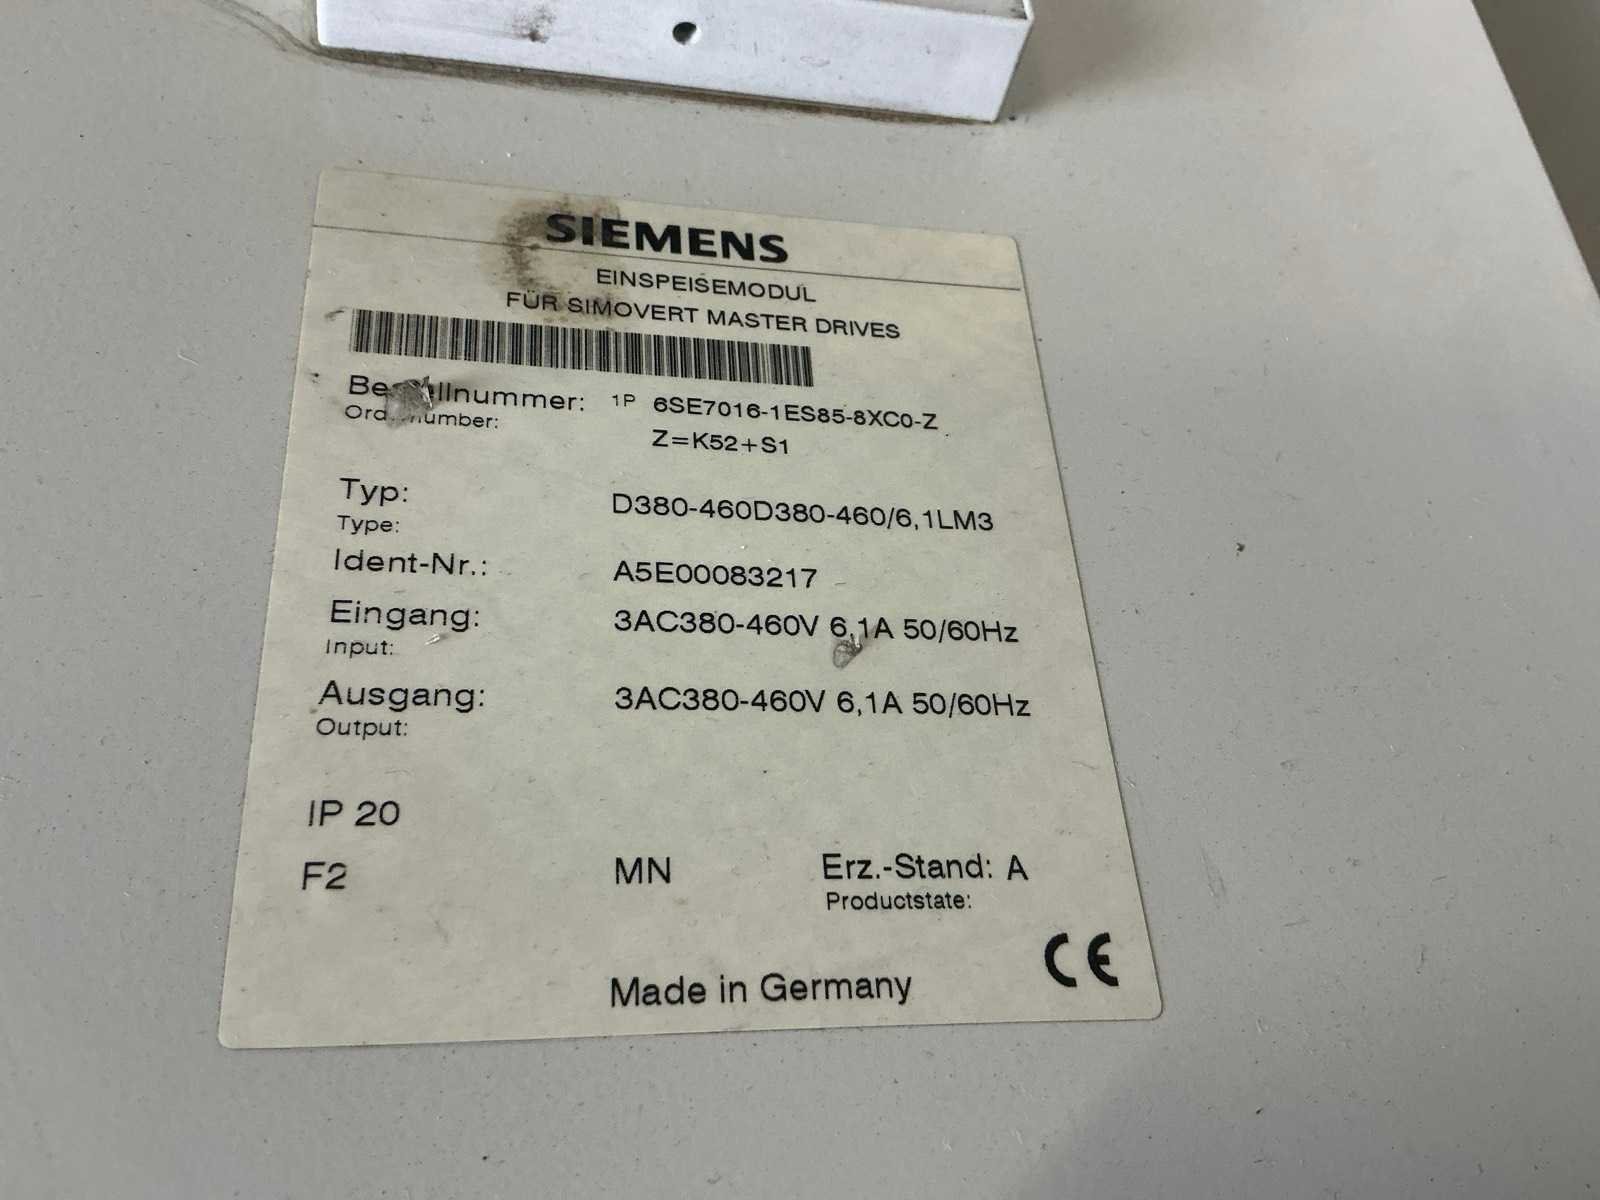 SIEMENS
EINSPEISEMODUL
FÜR SIMOVERT MASTER DRIVES
1P 6SE7016-1ES85-8XC0-Z
Z=K52+S1
Typ: D380-460D380-460/6,1LM3
Type:
Ident-Nr.: A5E00083217
Eingang: 3AC380-460V 6,1A 50/60Hz
Input:
Ausgang: 3AC380-460V 6,1A 50/60Hz
Output:
IP 20
F2 MN Erz.-Stand: A
Productstate:
CE
Made in Germany